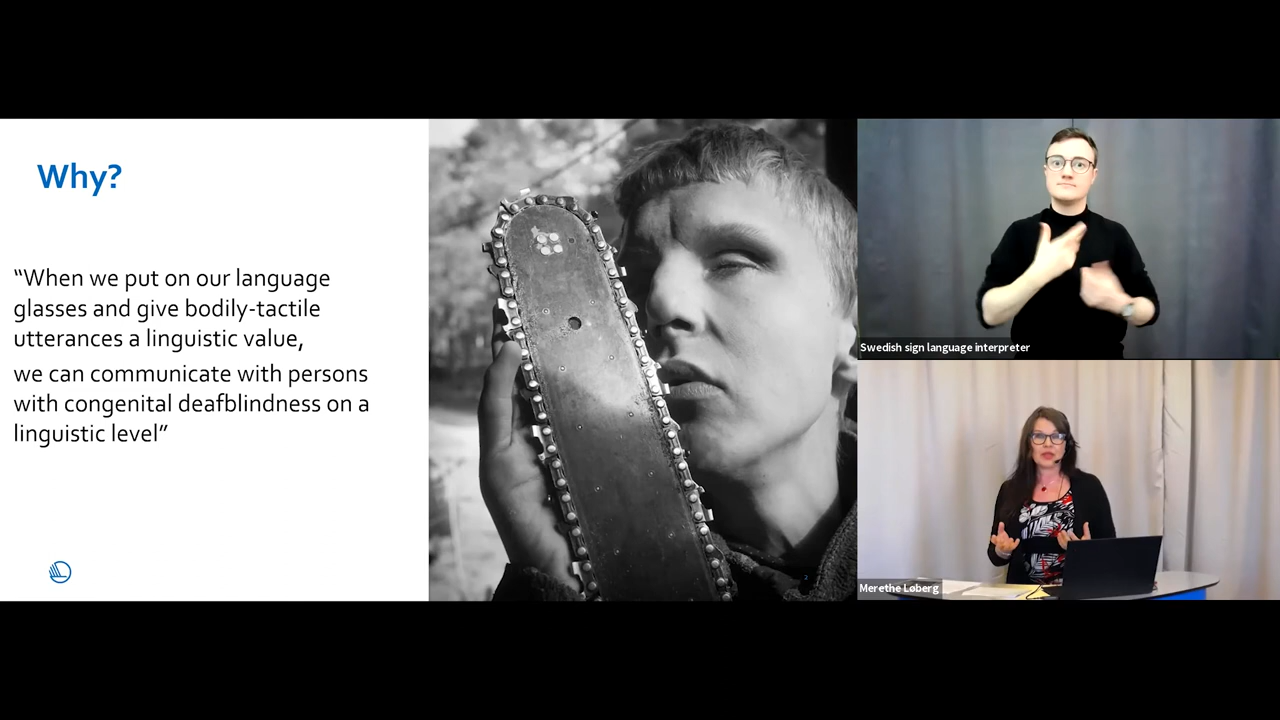 Why?
“When we put on our language
glasses and give bodily-tactile
utterances a linguistic value,
we can communicate with persons
with congenital deafblindness on a
linguistic level”
2
Swedish sign language interpreter
Merethe Løberg